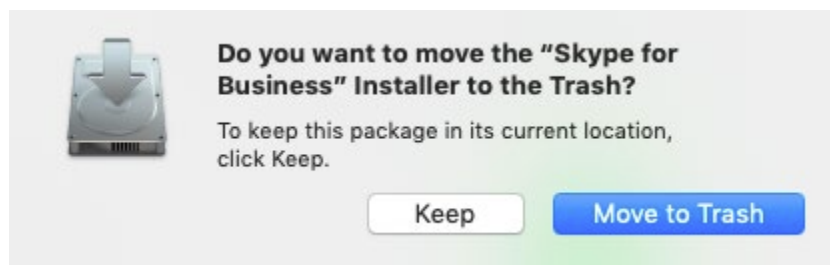 Do you want to move the “Skype for
Business” Installer to the Trash?
To keep this package in its current location,
click Keep.
Keep
Move to Trash